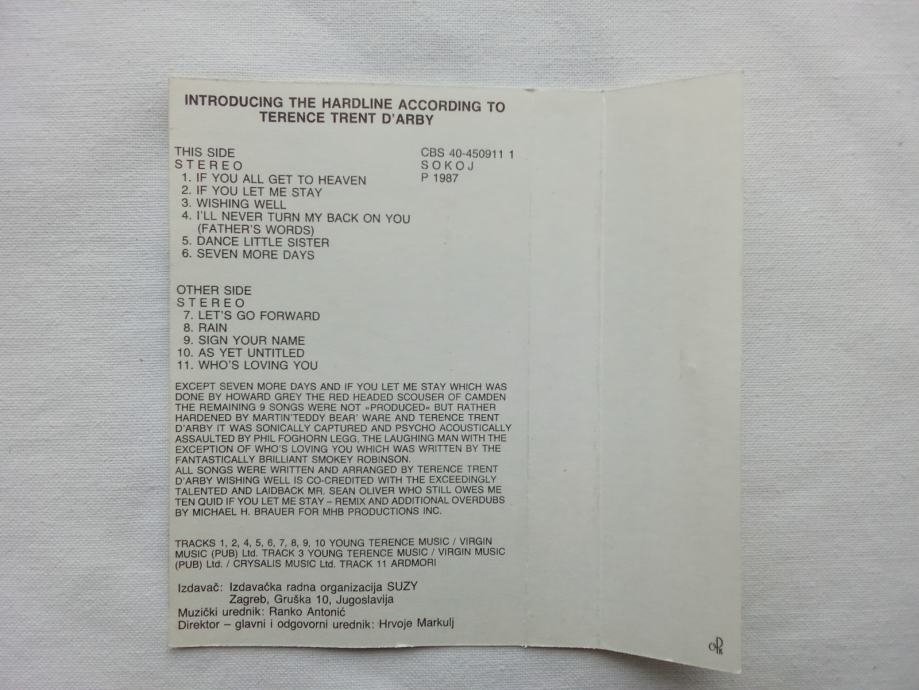 INTRODUCING THE HARDLINE ACCORDING TO
TERENCE TRENT D'ARBY
THIS SIDE
STEREO
1. IF YOU ALL GET TO HEAVEN
2. IF YOU LET ME STAY
3. WISHING WELL
4. I'LL NEVER TURN MY BACK ON YOU
(FATHER'S WORDS)
5. DANCE LITTLE SISTER
6. SEVEN MORE DAYS
CBS 40-450911 1
SOKOJ
P 1987
OTHER SIDE
STEREO
7. LET'S GO FORWARD
8. RAIN
9. SIGN YOUR NAME
10. AS YET UNTITLED
11. WHO'S LOVING YOU
EXCEPT SEVEN MORE DAYS AND IF YOU LET ME STAY WHICH WAS
DONE BY HOWARD GREY THE RED HEADED SCOUSER OF CAMDEN
THE REMAINING 9 SONGS WERE NOT »PRODUCED« BUT RATHER
HARDENED BY MARTIN'TEDDY BEAR' WARE AND TERENCE TRENT
D'ARBY IT WAS SONICALLY CAPTURED AND PSYCHO ACOUSTICALLY
ASSAULTED BY PHIL FOGHORN LEGG, THE LAUGHING MAN WITH THE
EXCEPTION OF WHO'S LOVING YOU WHICH WAS WRITTEN BY THE
FANTASTICALLY BRILLIANT SMOKEY ROBINSON.
ALL SONGS WERE WRITTEN AND ARRANGED BY TERENCE TRENT
D'ARBY WISHING WELL IS CO-CREDITED WITH THE EXCEEDINGLY
TALENTED AND LAIDBACK MR. SEAN OLIVER WHO STILL OWES ME
TEN QUID IF YOU LET ME STAY – REMIX AND ADDITIONAL OVERDUBS
BY MICHAEL H. BRAUER FOR MHB PRODUCTIONS INC.
TRACKS 1, 2, 4, 5, 6, 7, 8, 9, 10 YOUNG TERENCE MUSIC / VIRGIN
MUSIC (PUB) Ltd. TRACK 3 YOUNG TERENCE MUSIC / VIRGIN MUSIC
(PUB) Ltd. / CRYSALIS MUSIC Ltd. TRACK 11 ARDMORI
Izdavač: Izdavačka radna organizacija SUZY
Zagreb, Gruška 10, Jugoslavija
Muzički urednik: Ranko Antonić
Direktor – glavni i odgovorni urednik: Hrvoje Markulj